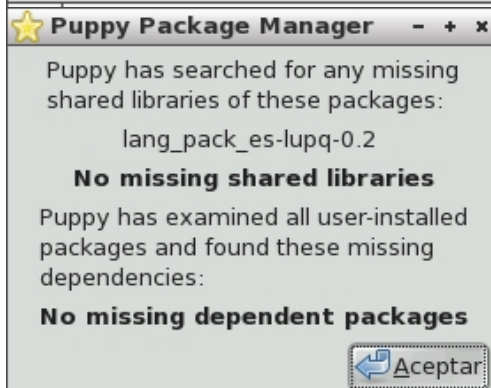 Puppy Package Manager
Puppy has searched for any missing
shared libraries of these packages:
lang_pack_es-lupq-0.2
No missing shared libraries
Puppy has examined all user-installed
packages and found these missing
dependencies:
No missing dependent packages
Aceptar